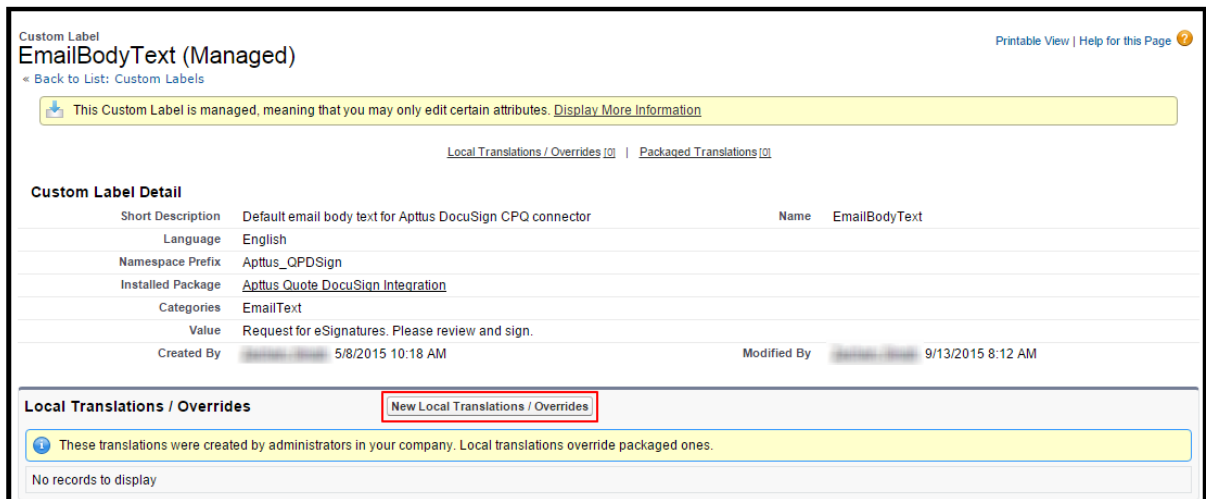 Custom Label
EmailBodyText (Managed)
Printable View | Help for this Page ?
« Back to List: Custom Labels
This Custom Label is managed, meaning that you may only edit certain attributes. Display More Information
Local Translations / Overrides [0] | Packaged Translations [0]
Custom Label Detail
Short Description Default email body text for Apttus DocuSign CPQ connector Name EmailBodyText
Language English
Namespace Prefix Apttus_QPDSign
Installed Package Apttus Quote DocuSign Integration
Categories EmailText
Value Request for eSignatures. Please review and sign.
Created By 5/8/2015 10:18 AM Modified By 9/13/2015 8:12 AM
Local Translations / Overrides New Local Translations / Overrides
i These translations were created by administrators in your company. Local translations override packaged ones.
No records to display